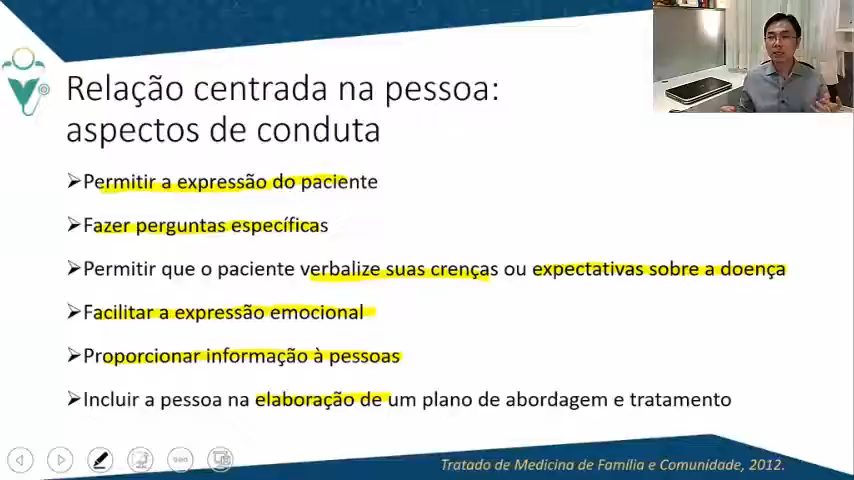 Relação centrada na pessoa:
aspectos de conduta
Permitir a expressão do paciente
Fazer perguntas específicas
Permitir que o paciente verbalize suas crenças ou expectativas sobre a doença
Facilitar a expressão emocional
Proporcionar informação à pessoas
Incluir a pessoa na elaboração de um plano de abordagem e tratamento
Tratado de Medicina de Família e Comunidade, 2012.